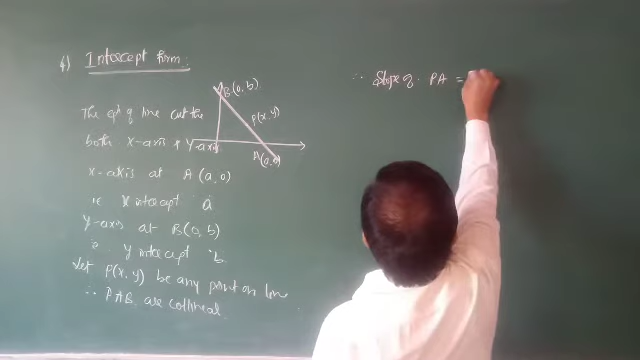 4) Intercept form:
B(0, b)
P(x, y)
A(a, 0)
The eqn of line cut the
both x-axis & Y-axis
x-axis at A (a, 0)
ie X intercept a
Y-axis at B(0, b)
ie Y intercept b.
Let P(x, y) be any point on line
∴ P A B are collinear.
∴ Slope of PA =